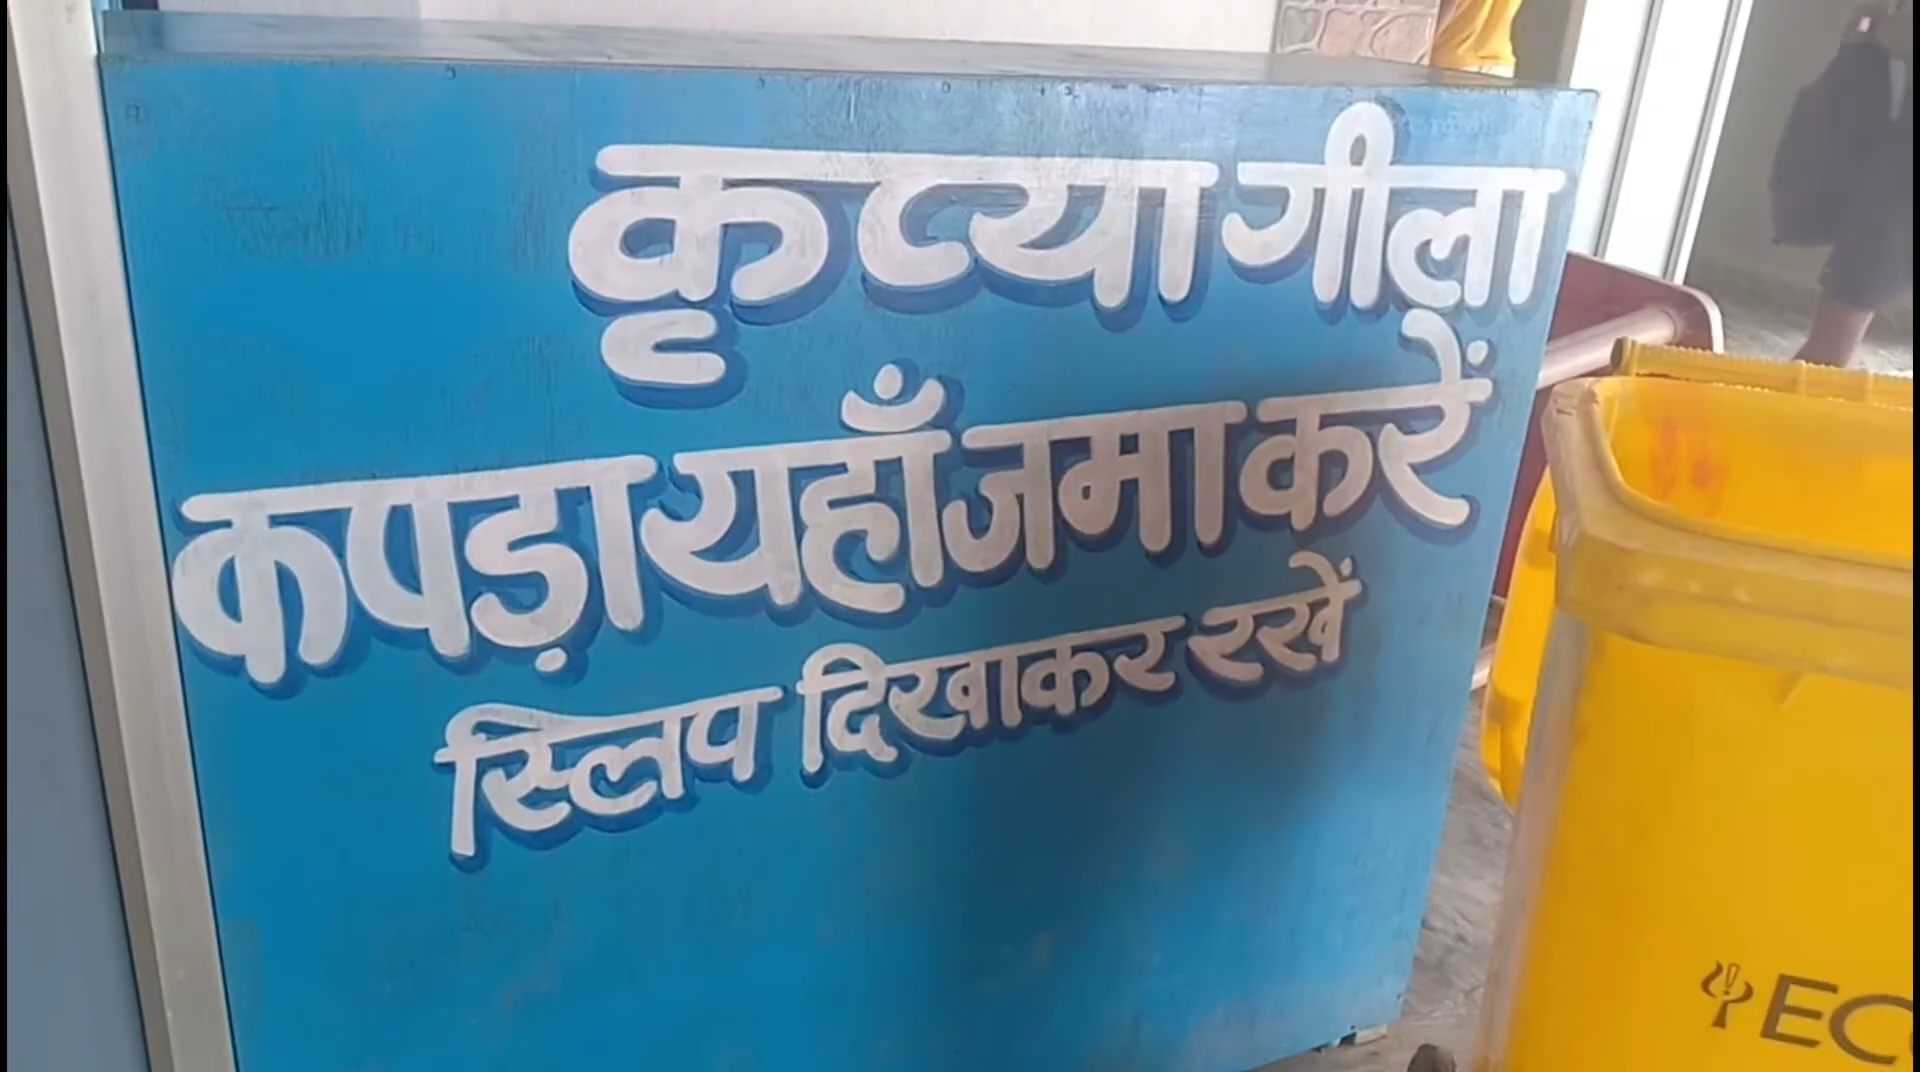 कृप्या गीला
कपड़ा यहाँ जमा करें
स्लिप दिखाकर रखें